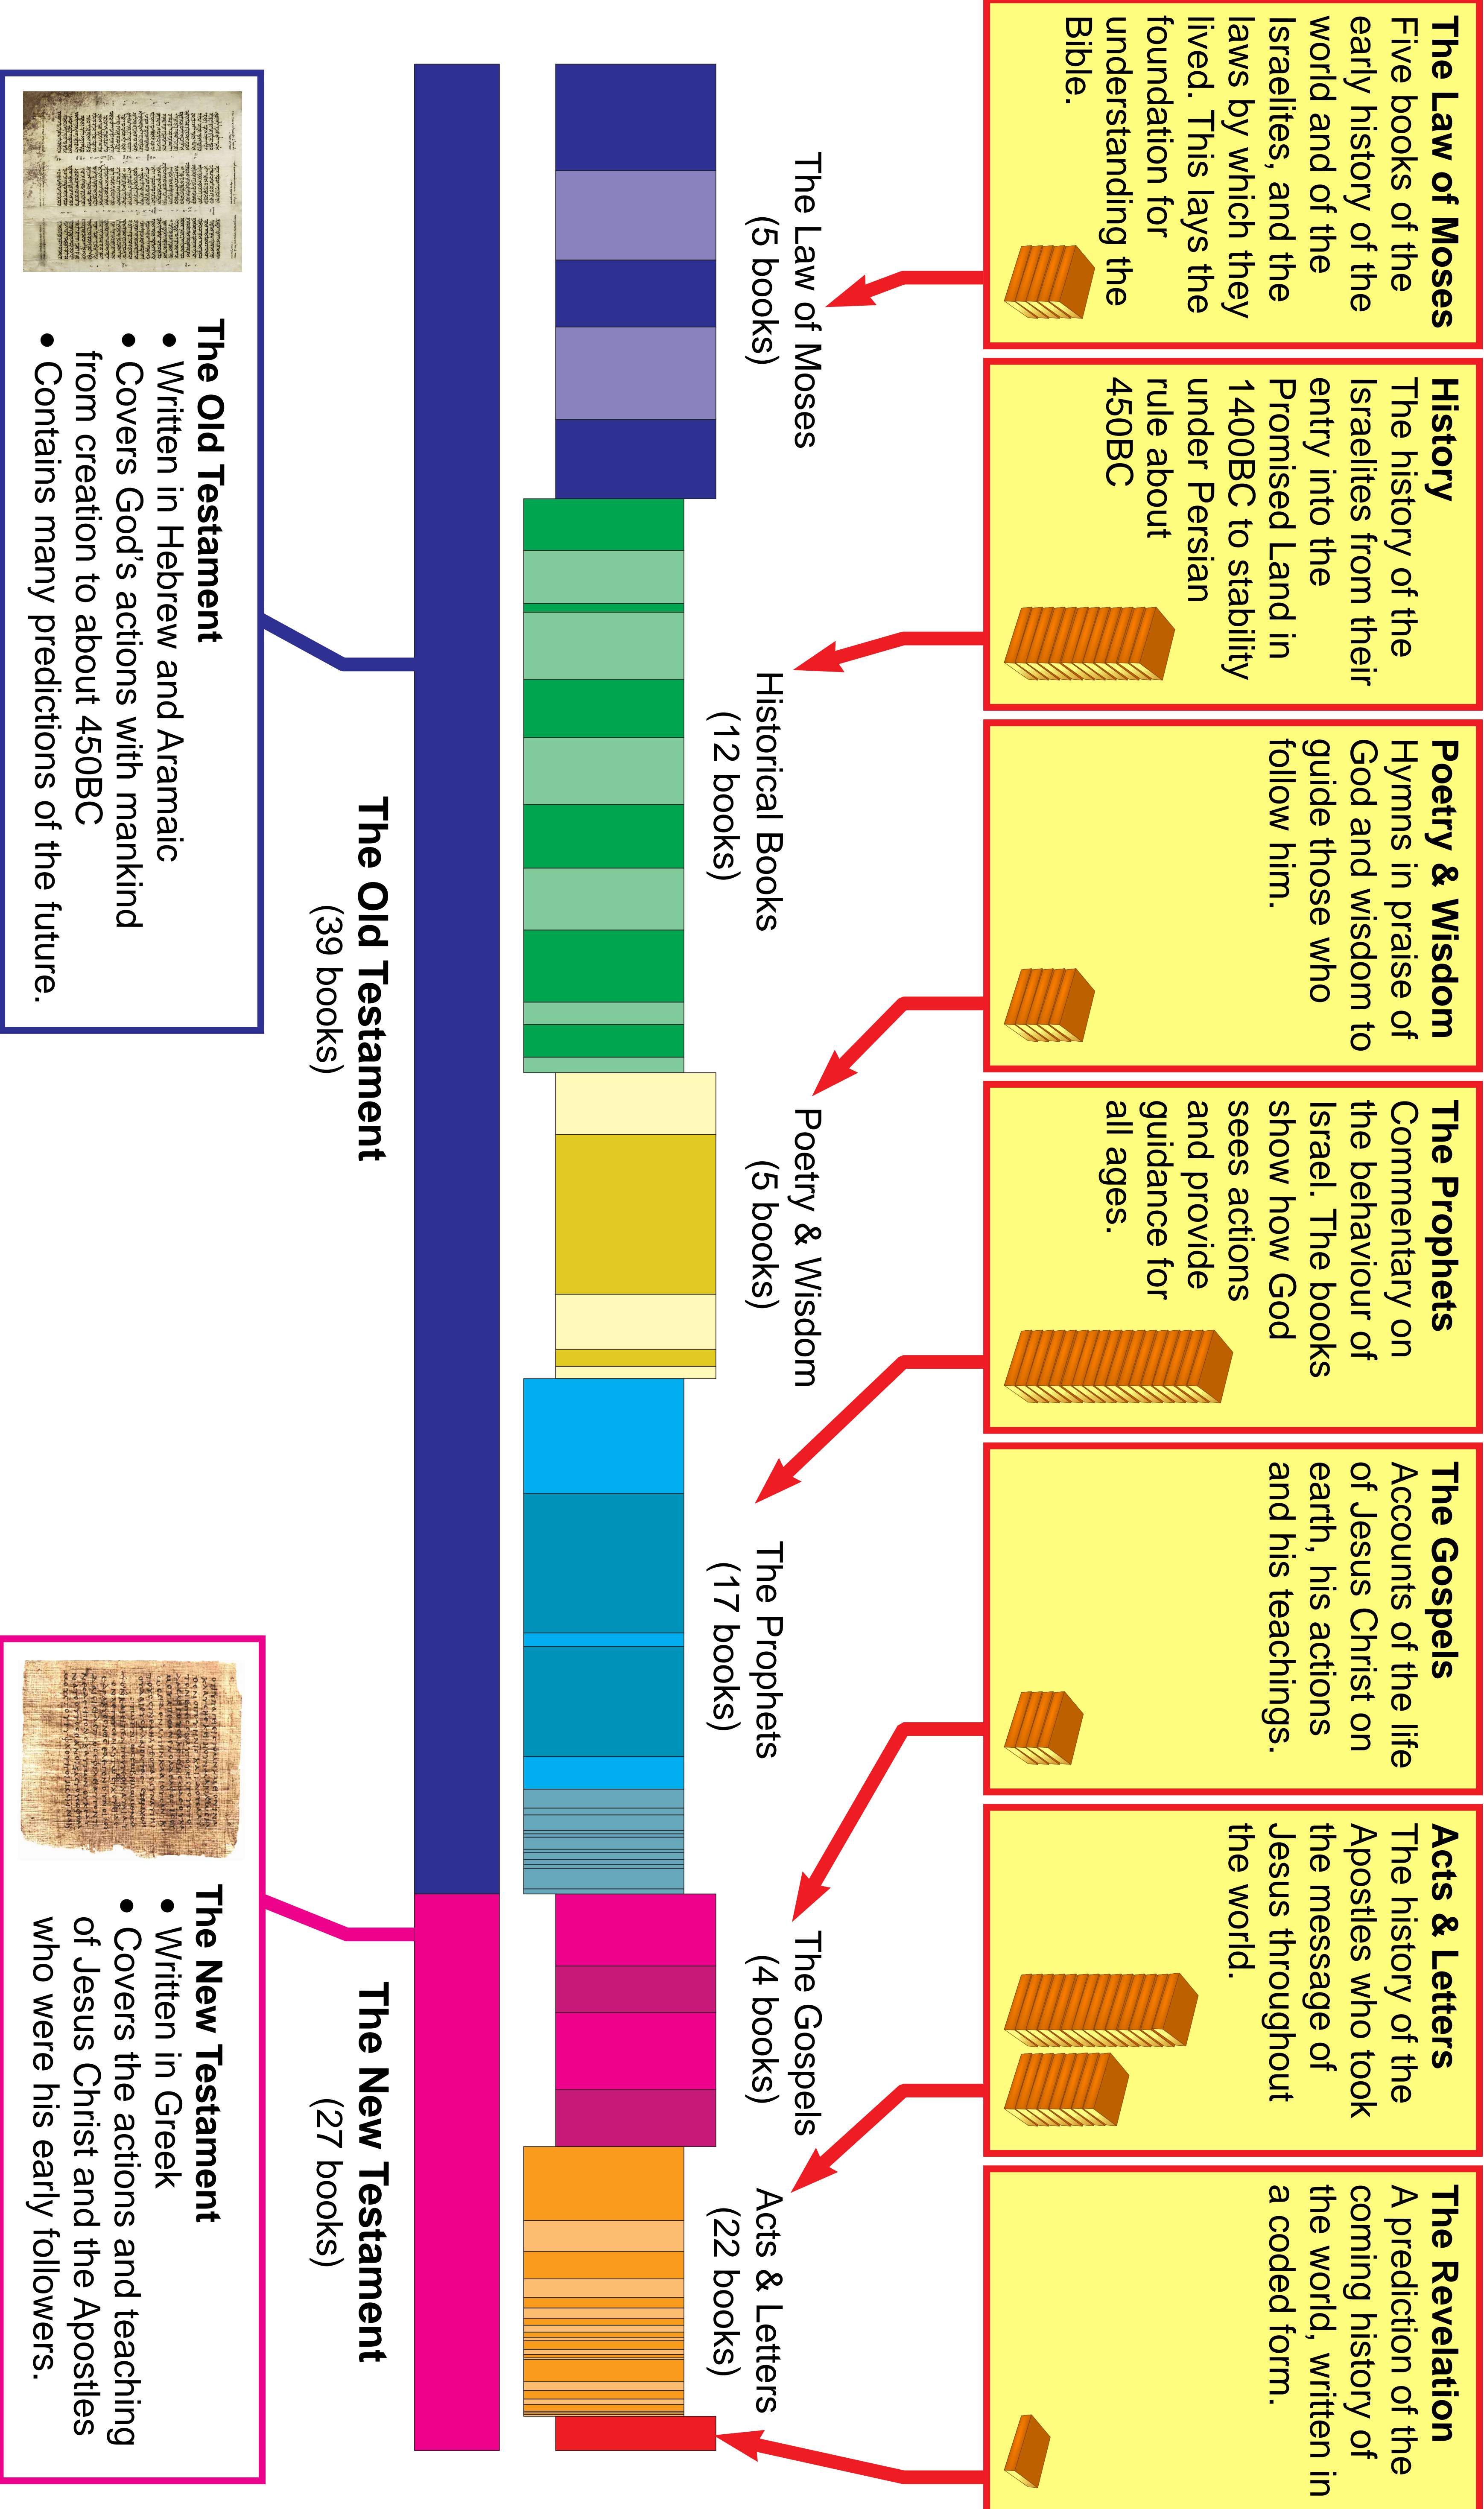 The Law of Moses
Five books of the
early history of the
world and of the
Israelites, and the
laws by which they
lived. This lays the
foundation for
understanding the
Bible.
History
The history of the
Israelites from their
entry into the
Promised Land in
1400BC to stability
under Persian
rule about
450BC
Poetry & Wisdom
Hymns in praise of
God and wisdom to
guide those who
follow him.
The Prophets
Commentary on
the behaviour of
Israel. The books
show how God
sees actions
and provide
guidance for
all ages.
The Gospels
Accounts of the life
of Jesus Christ on
earth, his actions
and his teachings.
Acts & Letters
The history of the
Apostles who took
the message of
Jesus throughout
the world.
The Revelation
A prediction of the
coming history of
the world, written in
a coded form.
The Law of Moses
(5 books)
Historical Books
(12 books)
Poetry & Wisdom
(5 books)
The Prophets
(17 books)
The Gospels
(4 books)
Acts & Letters
(22 books)
The Old Testament
(39 books)
The New Testament
(27 books)
The Old Testament
• Written in Hebrew and Aramaic
• Covers God's actions with mankind
from creation to about 450BC
• Contains many predictions of the future.
The New Testament
• Written in Greek
• Covers the actions and teaching
of Jesus Christ and the Apostles
who were his early followers.